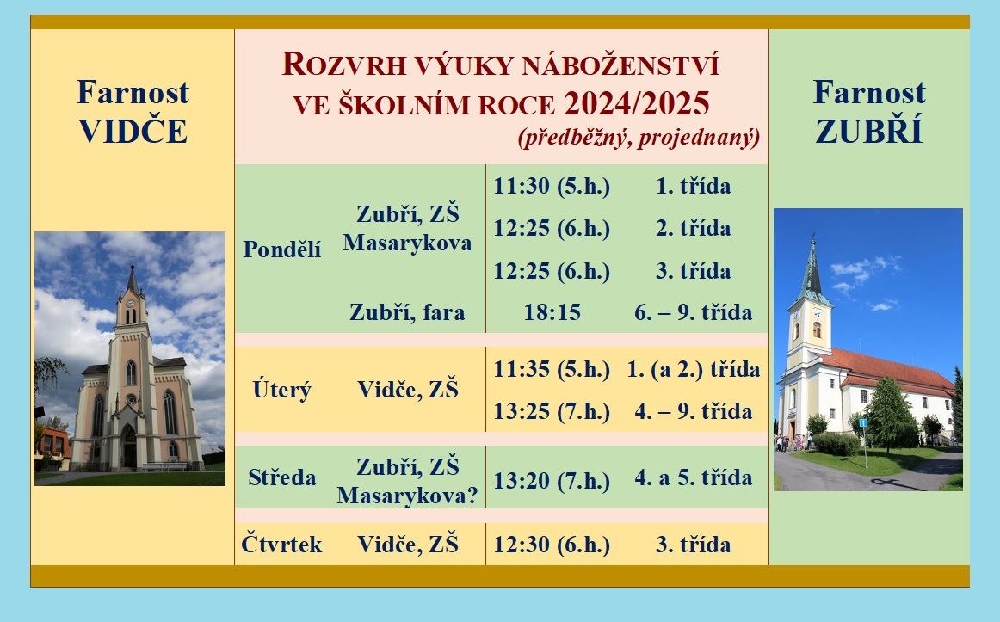 Farnost
VIDČE
ROZVRH VÝUKY NÁBOŽENSTVÍ
VE ŠKOLNÍM ROCE 2024/2025
(předběžný, projednaný)
Farnost
ZUBŘÍ
Pondělí
Zubří, ZŠ
Masarykova
11:30 (5.h.) 1. třída
12:25 (6.h.) 2. třída
12:25 (6.h.) 3. třída
Zubří, fara 18:15 6. – 9. třída
Úterý Vidče, ZŠ
11:35 (5.h.) 1. (a 2.) třída
13:25 (7.h.) 4. – 9. třída
Středa
Zubří, ZŠ
Masarykova?
13:20 (7.h.) 4. a 5. třída
Čtvrtek Vidče, ZŠ 12:30 (6.h.) 3. třída